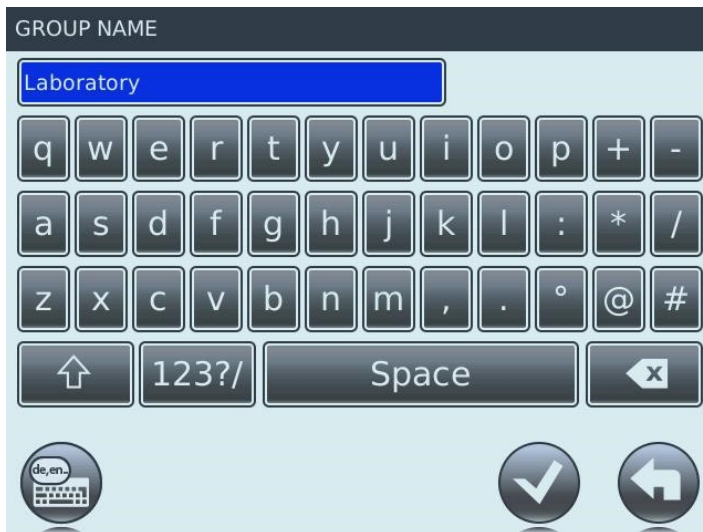 GROUP NAME
Laboratory
q w e r t y u i o p + -
a s d f g h j k l : * /
z x c v b n m , . ° @ #
123?/ Space x
de,en..